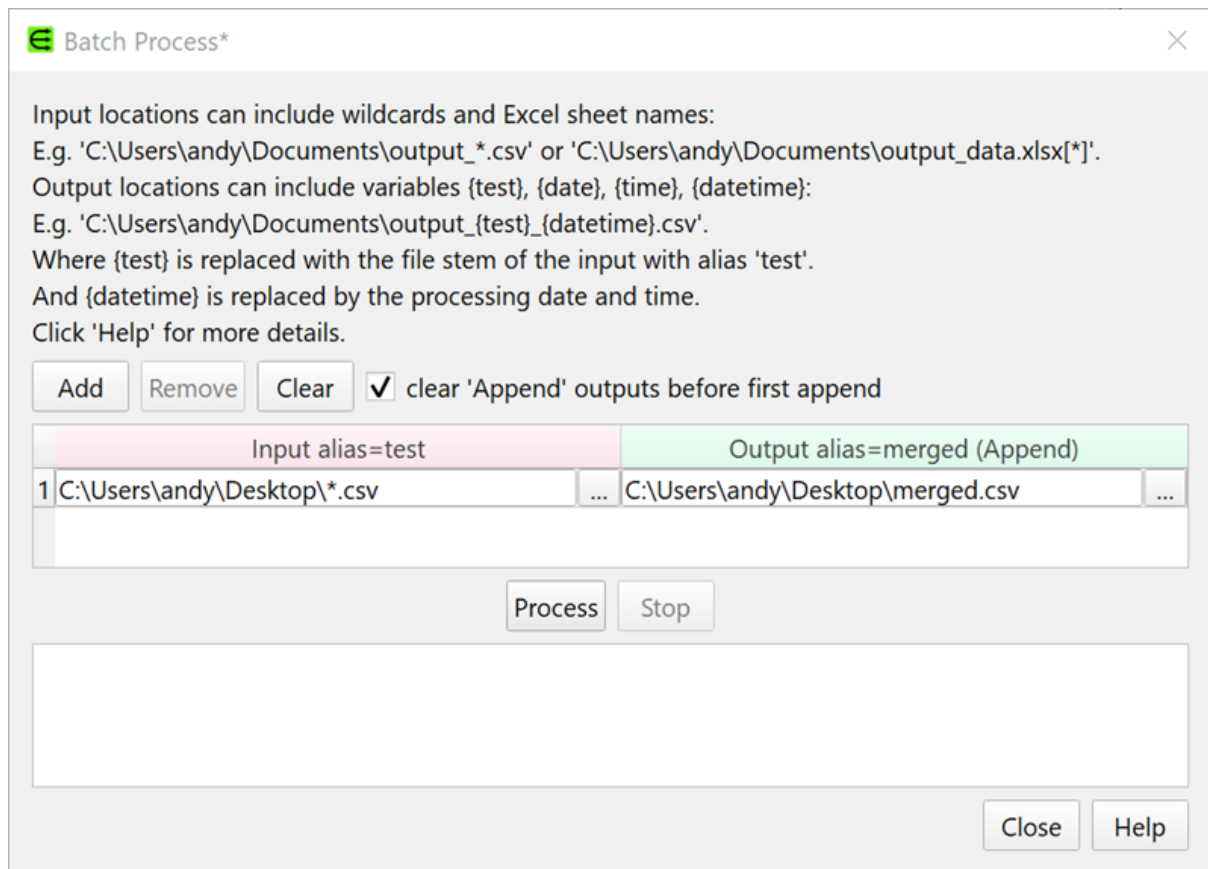 Batch Process*
Input locations can include wildcards and Excel sheet names:
E.g. 'C:\Users\andy\Documents\output_*.csv' or 'C:\Users\andy\Documents\output_data.xlsx[*]'.
Output locations can include variables {test}, {date}, {time}, {datetime}:
E.g. 'C:\Users\andy\Documents\output_{test}_{datetime}.csv'.
Where {test} is replaced with the file stem of the input with alias 'test'.
And {datetime} is replaced by the processing date and time.
Click 'Help' for more details.
Add Remove Clear clear 'Append' outputs before first append
Input alias=test Output alias=merged (Append)
1 C:\Users\andy\Desktop\*.csv ... C:\Users\andy\Desktop\merged.csv ...
Process Stop
Close Help